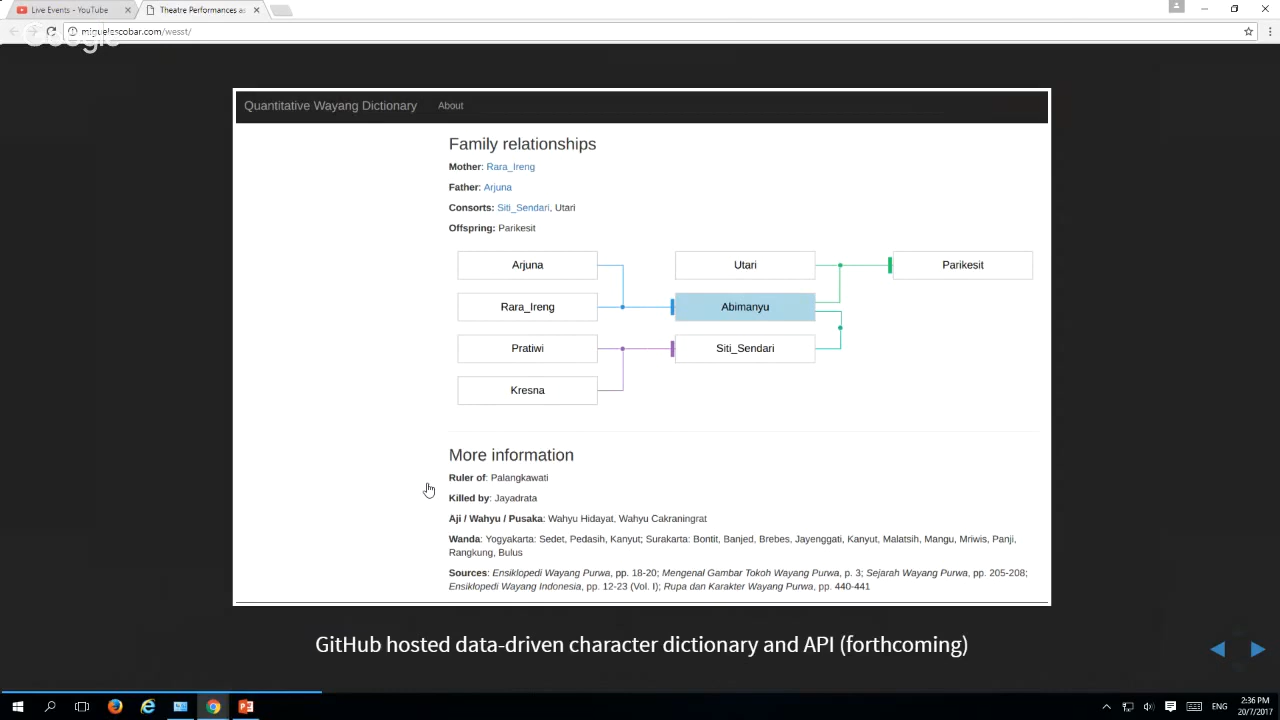 Live Events - YouTube
Theatre Performances as
miguelescobar.com/wesst/
Google
Quantitative Wayang Dictionary About
Family relationships
Mother: Rara_Ireng
Father: Arjuna
Consorts: Siti_Sendari, Utari
Offspring: Parikesit
Arjuna Utari Parikesit
Rara_Ireng Abimanyu
Pratiwi Siti_Sendari
Kresna
More information
Ruler of: Palangkawati
Killed by: Jayadrata
Aji / Wahyu / Pusaka: Wahyu Hidayat, Wahyu Cakraningrat
Wanda: Yogyakarta: Sedet, Pedasih, Kanyut; Surakarta: Bontit, Banjed, Brebes, Jayenggati, Kanyut, Malatsih, Mangu, Mriwis, Panji,
Rangkung, Bulus
Sources: Ensiklopedi Wayang Purwa, pp. 18-20; Mengenal Gambar Tokoh Wayang Purwa, p. 3; Sejarah Wayang Purwa, pp. 205-208;
Ensiklopedi Wayang Indonesia, pp. 12-23 (Vol. I); Rupa dan Karakter Wayang Purwa, pp. 440-441
GitHub hosted data-driven character dictionary and API (forthcoming)
ENG
2:36 PM
20/7/2017